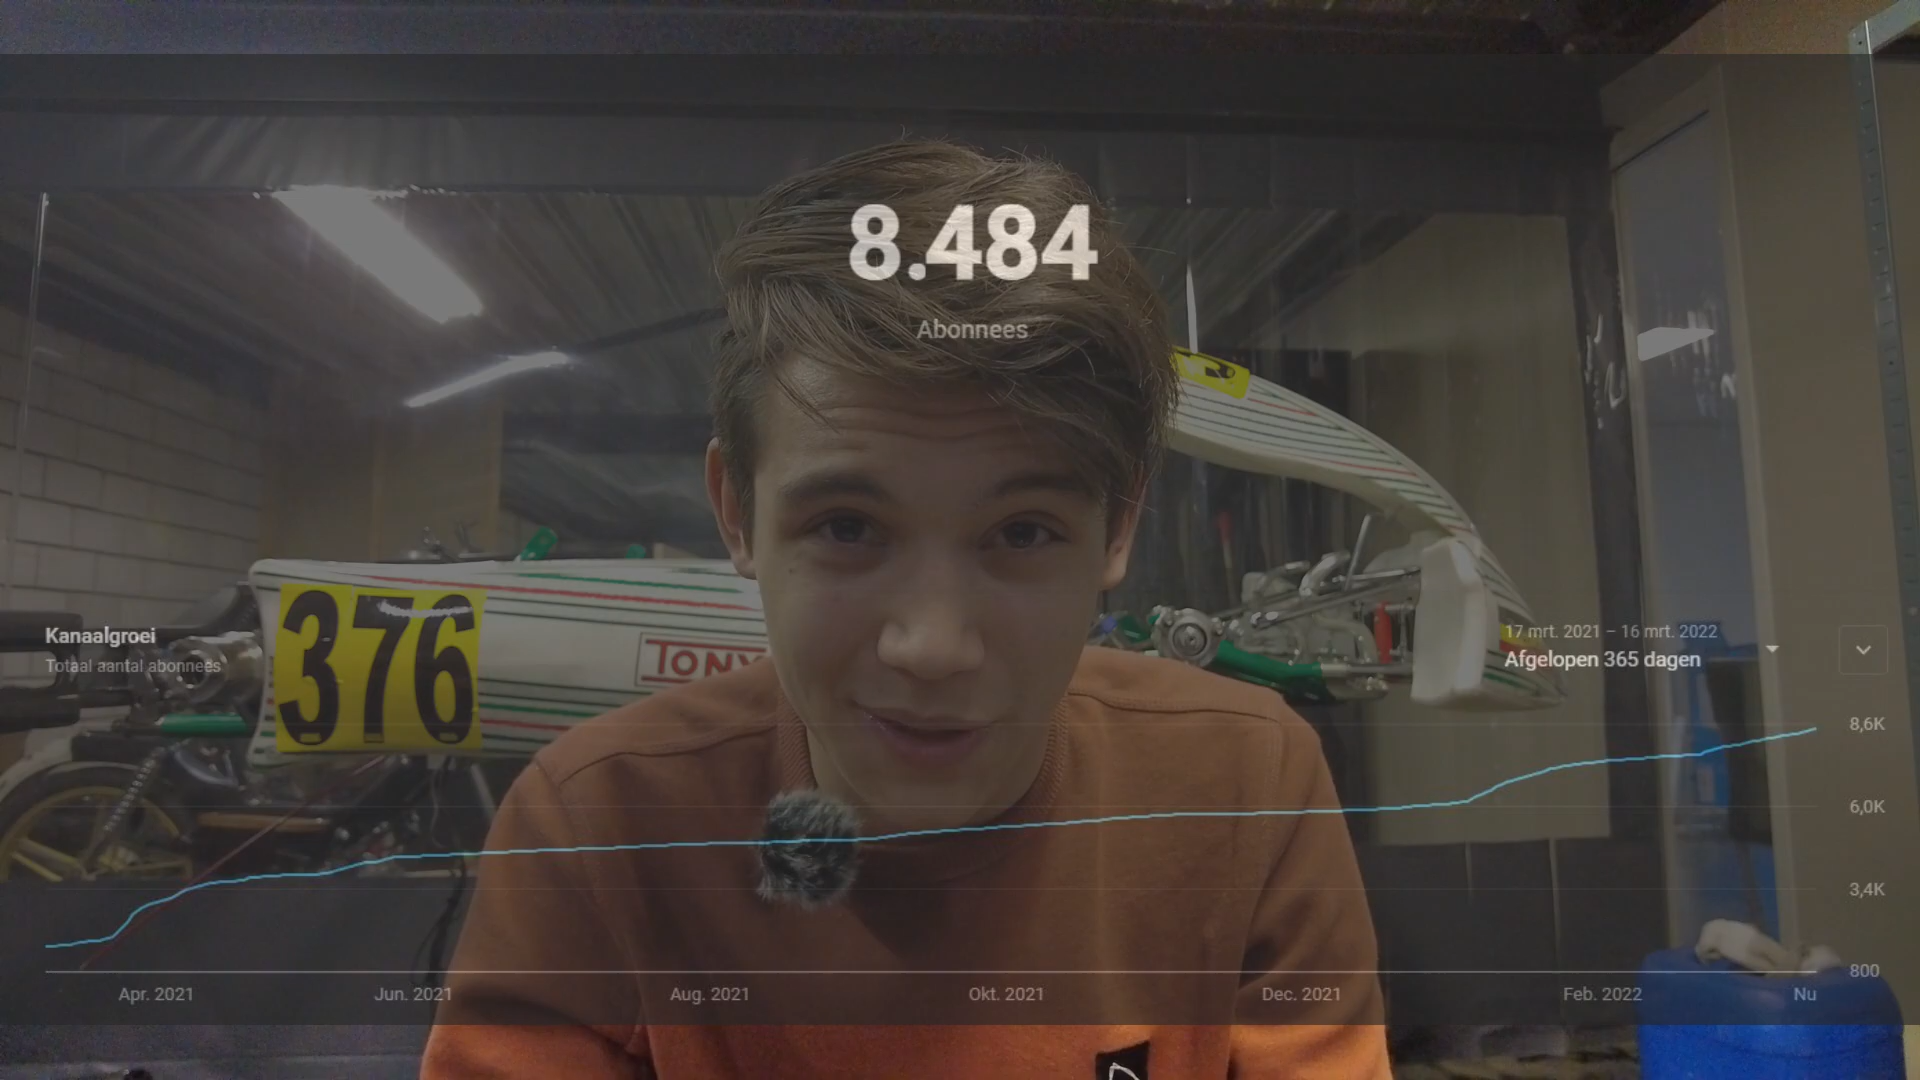 8.484
Abonnees
376
TONY
Kanaalgroei
Totaal aantal abonnees
17 mrt. 2021 – 16 mrt. 2022
Afgelopen 365 dagen
8,6K
6,0K
3,4K
800
Apr. 2021
Jun. 2021
Aug. 2021
Okt. 2021
Dec. 2021
Feb. 2022
Nu